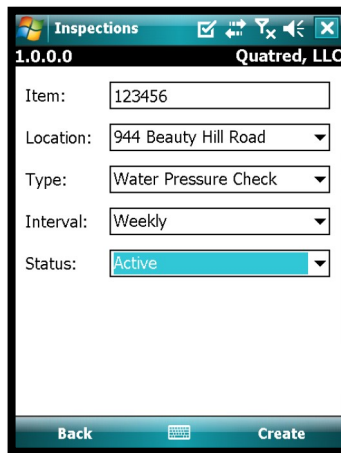 Inspections
1.0.0.0 Quatred, LLC
Item: 123456
Location: 944 Beauty Hill Road
Type: Water Pressure Check
Interval: Weekly
Status: Active
Back Create